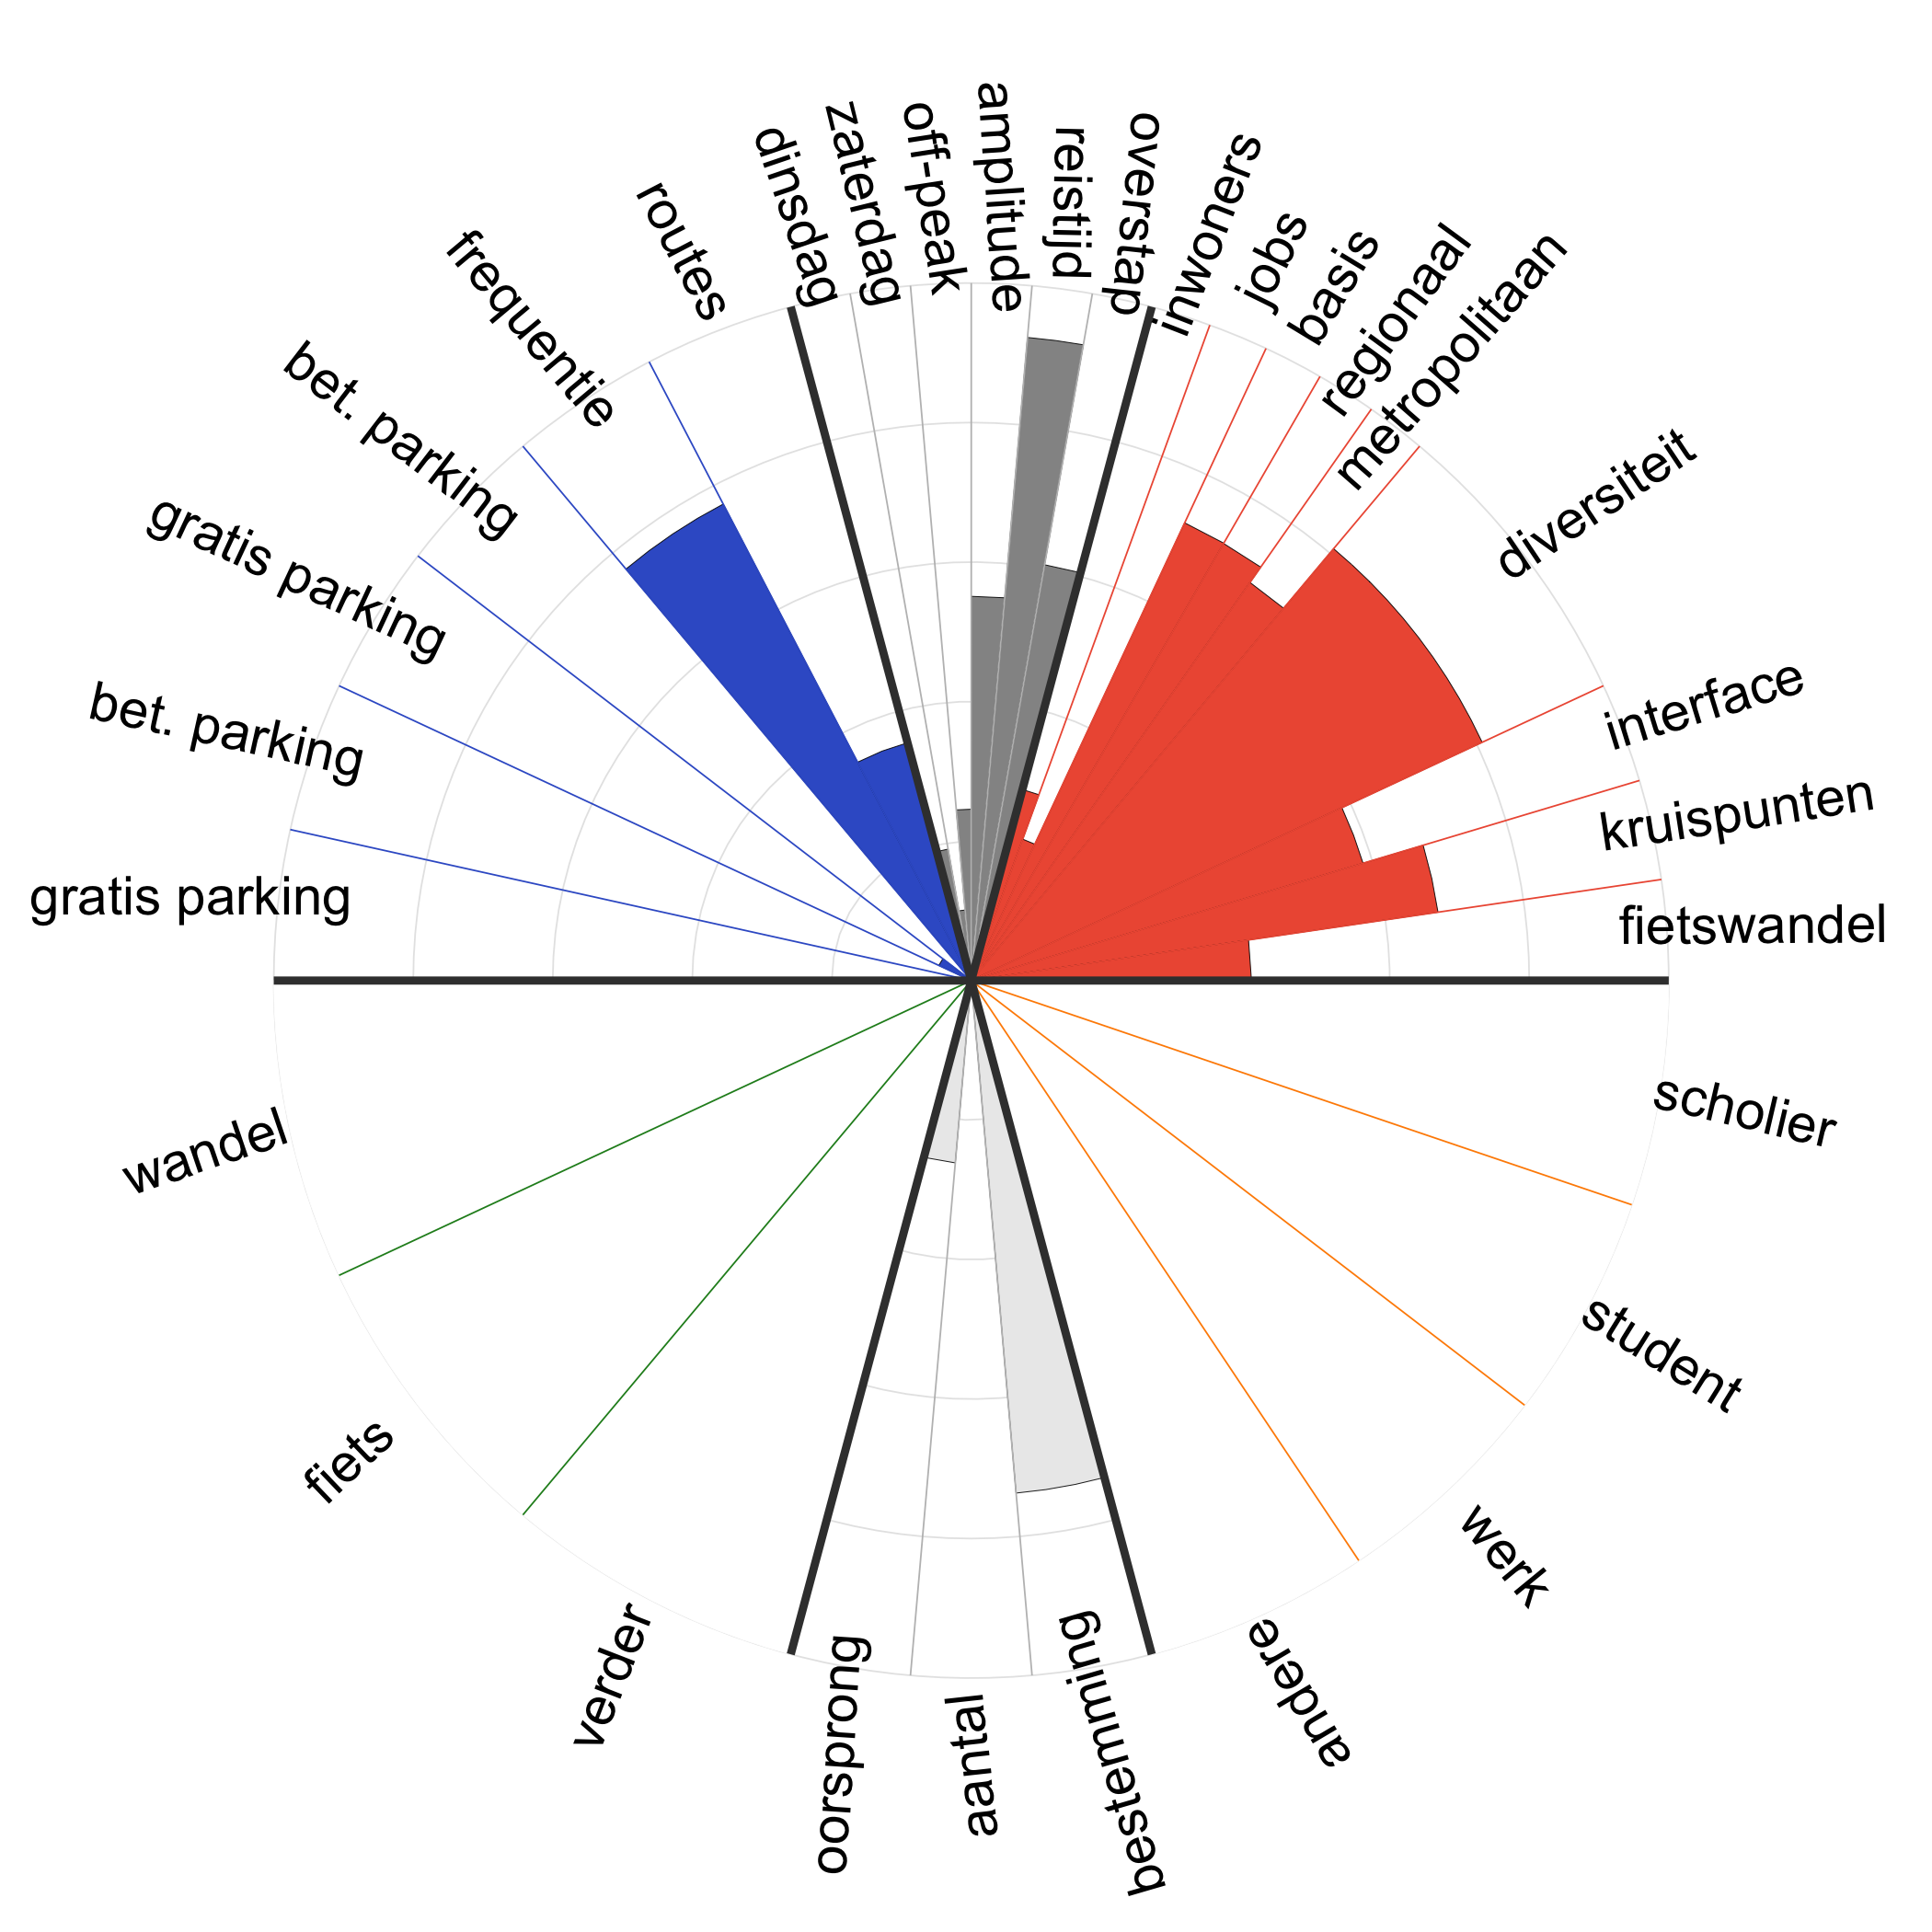 dinsdag
zaterdag
off-peak
amplitude
reistijd
overstap
inwoners
jobs
basis
regionaal
metropolitaan
diversiteit
interface
kruispunten
fietswandel
scholier
student
werk
andere
bestemming
aantal
oorsprong
verder
fiets
wandel
gratis parking
bet. parking
gratis parking
bet. parking
frequentie
routes